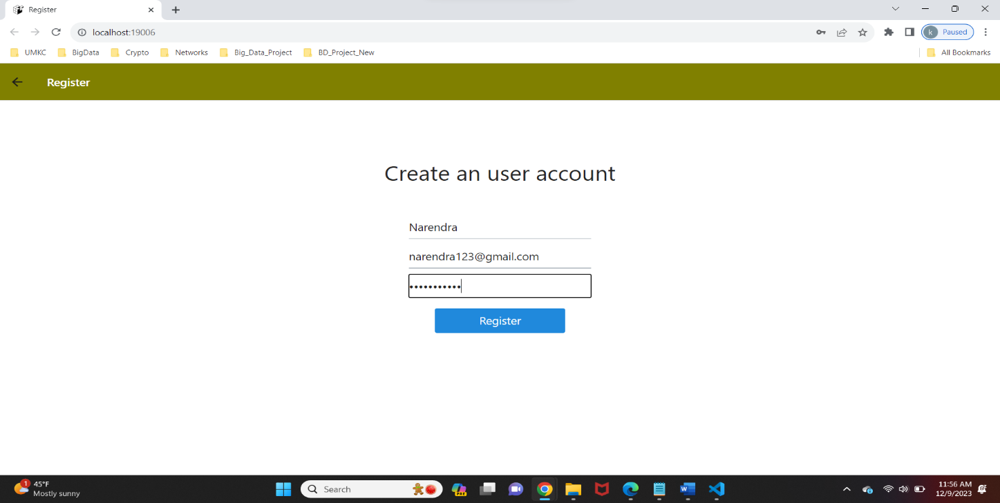 Register
localhost:19006
k Paused
UMKC BigData Crypto Networks Big_Data_Project BD_Project_New All Bookmarks
Register
Create an user account
Narendra
narendra123@gmail.com
•••••••••••
Register
1 45°F
Mostly sunny
Search
PRE
W
11:56 AM
12/9/2023